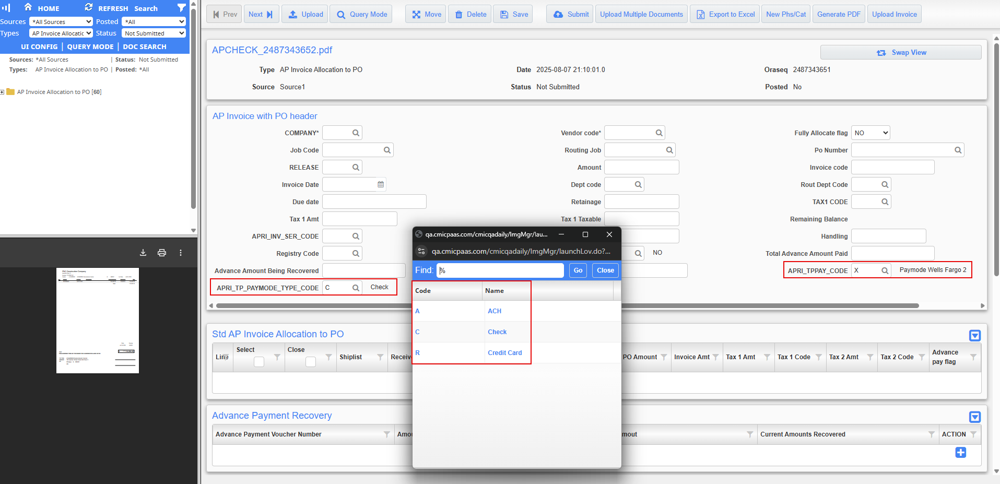 HOME REFRESH Search
Sources *All Sources Posted *All
Types AP Invoice Allocatic Status Not Submitted
UI CONFIG | QUERY MODE | DOC SEARCH
Sources: *All Sources | Status: Not Submitted
Types: AP Invoice Allocation to PO | Posted: *All
AP Invoice Allocation to PO [60]
PNC Construction Company
Prev Next Upload Query Mode Move Delete Save Submit Upload Multiple Documents Export to Excel New Phs/Cat Generate PDF Upload Invoice
APCHECK_2487343652.pdf
Swap View
Type AP Invoice Allocation to PO Date 2025-08-07 21:10:01.0 Oraseq 2487343651
Source Source1 Status Not Submitted Posted No
AP Invoice with PO header
COMPANY* Vendor code* Fully Allocate flag NO
Job Code Routing Job Po Number
RELEASE Amount Invoice code
Invoice Date Dept code Rout Dept Code
Due date Retainage TAX1 CODE
Tax 1 Amt Tax 1 Taxable Remaining Balance
APRI_INV_SER_CODE Handling
Registry Code NO Total Advance Amount Paid
Advance Amount Being Recovered APRI_TPPAY_CODE X Paymode Wells Fargo 2
APRI_TP_PAYMODE_TYPE_CODE C Check
qa.cmicpaas.com/cmicqadaily/ImgMgr/lau...
qa.cmicpaas.com/cmicqadaily/ImgMgr/launchLov.do?...
Find: % Go Close
Code Name
A ACH
C Check
R Credit Card
Std AP Invoice Allocation to PO
Line Select Close Shiplist Receiv PO Amount Invoice Amt Tax 1 Amt Tax 1 Code Tax 2 Amt Tax 2 Code Advance pay flag
Advance Payment Recovery
Advance Payment Voucher Number Amou mout Current Amounts Recovered ACTION